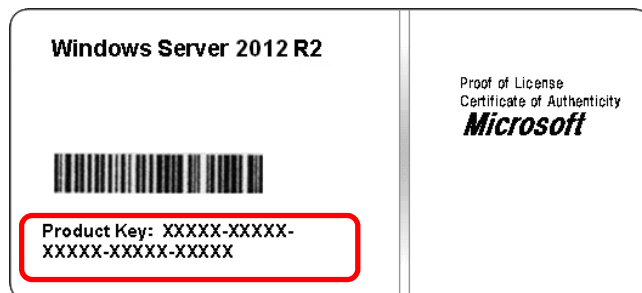 Windows Server 2012 R2
Product Key: XXXXX-XXXXX-
XXXXX-XXXXX-XXXXX
Proof of License
Certificate of Authenticity
Microsoft